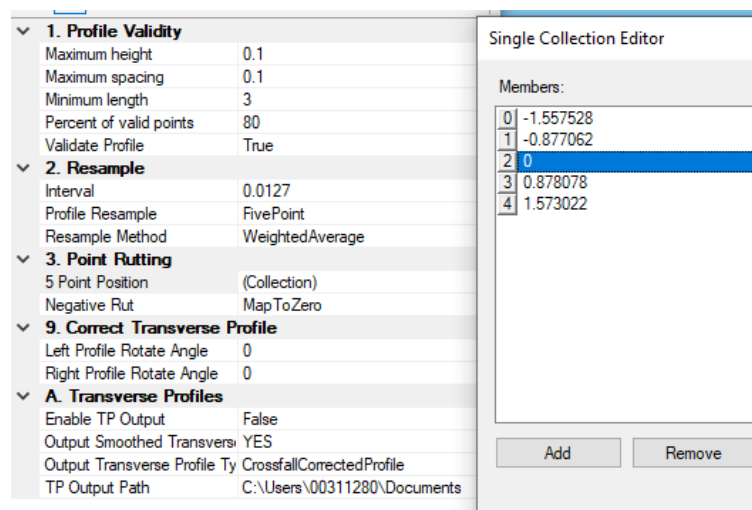 1. Profile Validity
Maximum height 0.1
Maximum spacing 0.1
Minimum length 3
Percent of valid points 80
Validate Profile True
2. Resample
Interval 0.0127
Profile Resample FivePoint
Resample Method WeightedAverage
3. Point Rutting
5 Point Position (Collection)
Negative Rut MapToZero
9. Correct Transverse Profile
Left Profile Rotate Angle 0
Right Profile Rotate Angle 0
A. Transverse Profiles
Enable TP Output False
Output Smoothed Transvers YES
Output Transverse Profile Ty CrossfallCorrectedProfile
TP Output Path C:\Users\00311280\Documents
Single Collection Editor
Members:
0 -1.557528
1 -0.877062
2 0
3 0.878078
4 1.573022
Add Remove